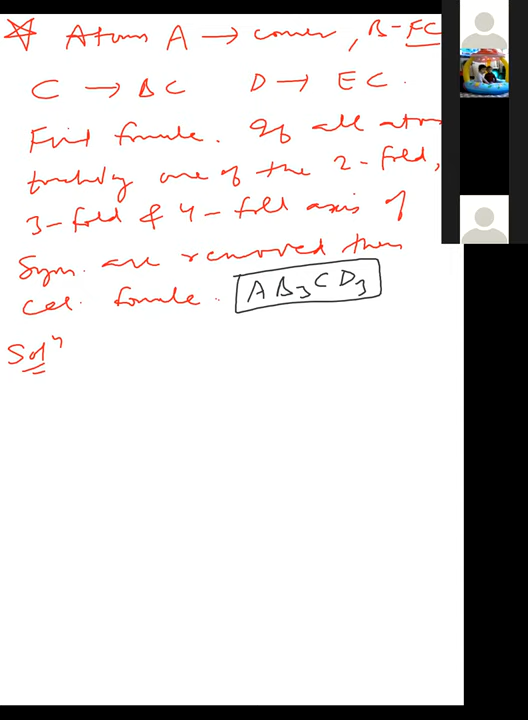 Atoms A → corner, B-FC
C → BC D → EC.
Find formula. If all atoms
touching one of the 2-fold,
3-fold & 4-fold axis of
Sym. are removed then
cal. formula. AB₃CD₃
Solⁿ